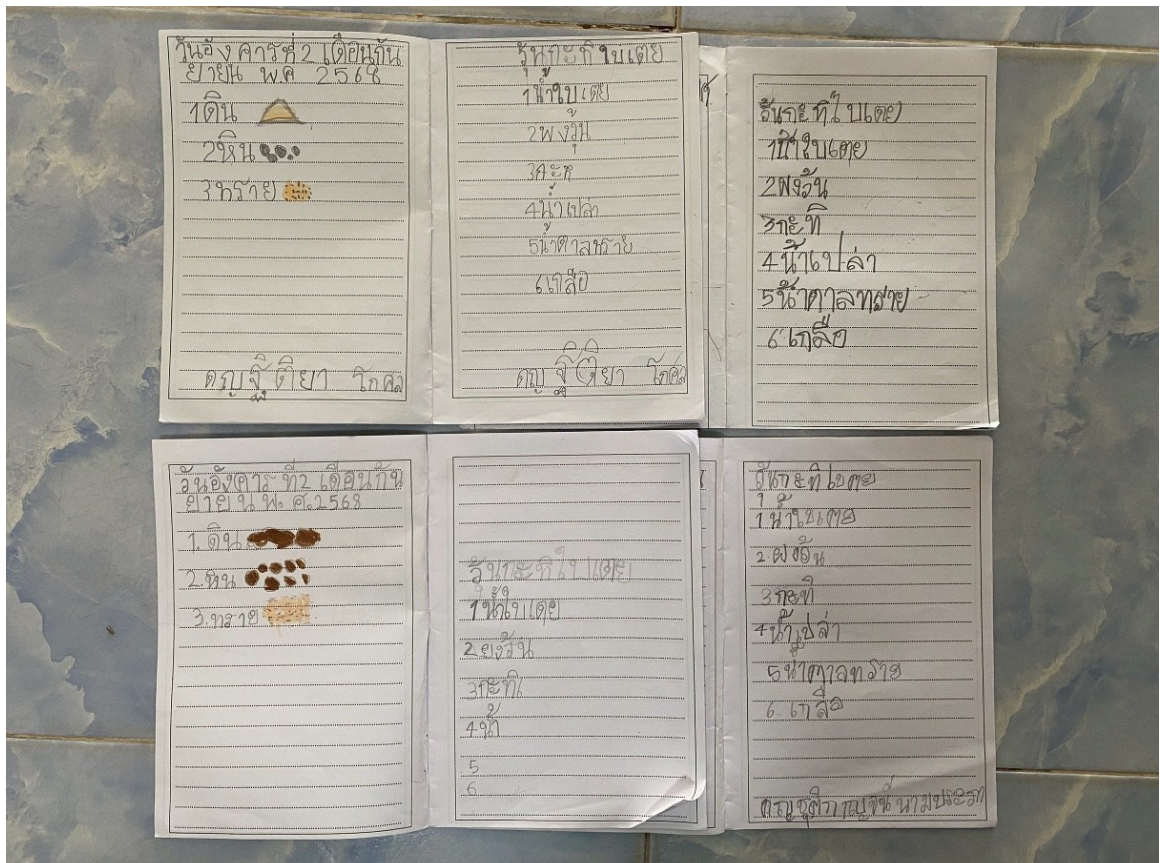 วันอังคารที่2 เดือนกัน
ยายน พ.ค 2568
1ดิน
2หิน
3ทราย
ดญ ฐิติยา โกศล
รุ้นกะทิใบเตย
1น้ำใบเตย
2พงวุ้น
3กะท
4น้ำเปล่า
5น้ำตาลทราย
6เกลือ
ดญ ฐิติยา โกศล
วุ้นกะทิใบเตย
1น้ำใบเตย
2ผงวุ้น
3กะทิ
4น้ำเปล่า
5น้ำตาลทราย
6เกลือ
วันอังคาร ที่2 เดือนกัน
ยายน พ.ศ.2568
1.ดิน
2.หิน
3.ทราย
วุ้นกะทิใบเตย
1น้ำใบเตย
2ยงวุ้น
3กะทิ
4น้ำ
5
6
วุ้นกะทิใบตย
1น้ำใบเตย
2.ผงวุ้น
3กะทิ
4น้ำเปล่า
5น้ำตาลทราย
6.เกลือ
ดญ